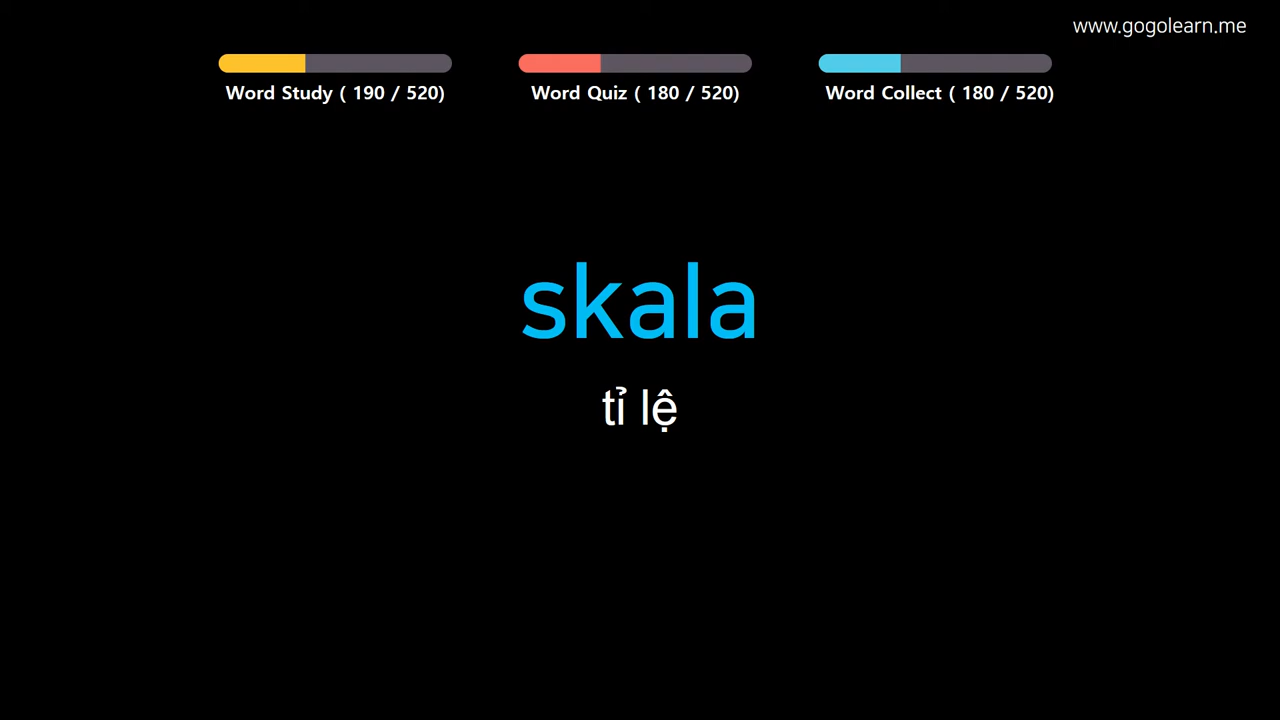 www.gogolearn.me
Word Study ( 190 / 520)
Word Quiz ( 180 / 520)
Word Collect ( 180 / 520)
skala
tỉ lệ